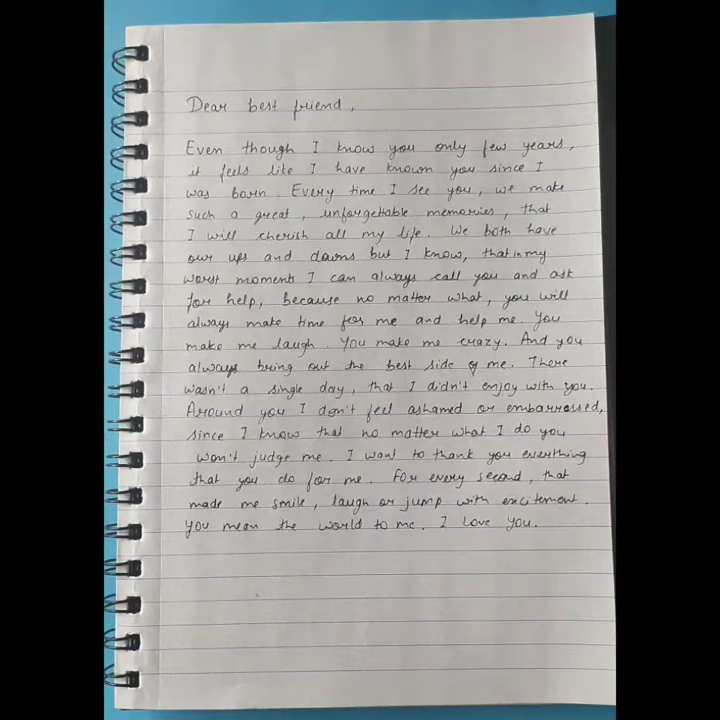 Dear best friend,
Even though I know you only few years,
it feels like I have known you since I
was born. Every time I see you, we make
such a great, unforgettable memories, that
I will cherish all my life. We both have
our ups and downs but I know, that in my
worst moments I can always call you and ask
for help, because no matter what, you will
always make time for me and help me. You
make me laugh. You make me crazy. And you
always bring out the best side of me. There
wasn't a single day, that I didn't enjoy with you.
Around you I don't feel ashamed or embarrassed,
since I know that no matter what I do you
won't judge me. I want to thank you everything
that you do for me. For every second, that
made me smile, laugh or jump with excitement.
You mean the world to me. I love you.